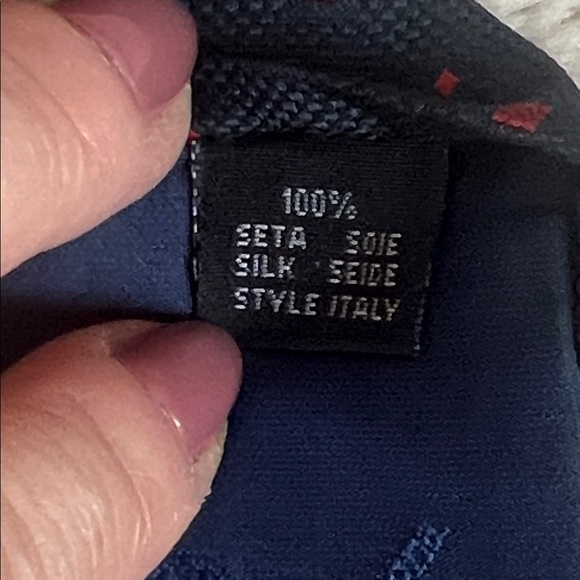 100%
SETA SOIE
SILK SEIDE
STYLE ITALY